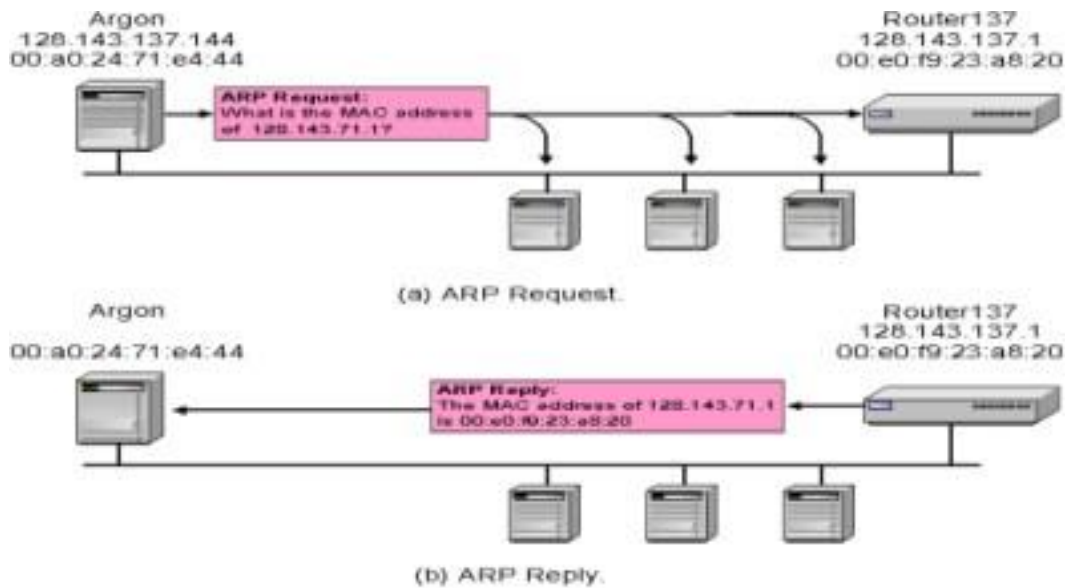 Argon
128.143.137.144
00:a0:24:71:e4:44
Router137
128.143.137.1
00:e0:f9:23:a8:20
ARP Request:
What is the MAC address
of 128.143.71.1?
(a) ARP Request.
Argon
00:a0:24:71:e4:44
Router137
128.143.137.1
00:e0:f9:23:a8:20
ARP Reply:
The MAC address of 128.143.71.1
is 00:e0:f9:23:a8:20
(b) ARP Reply.